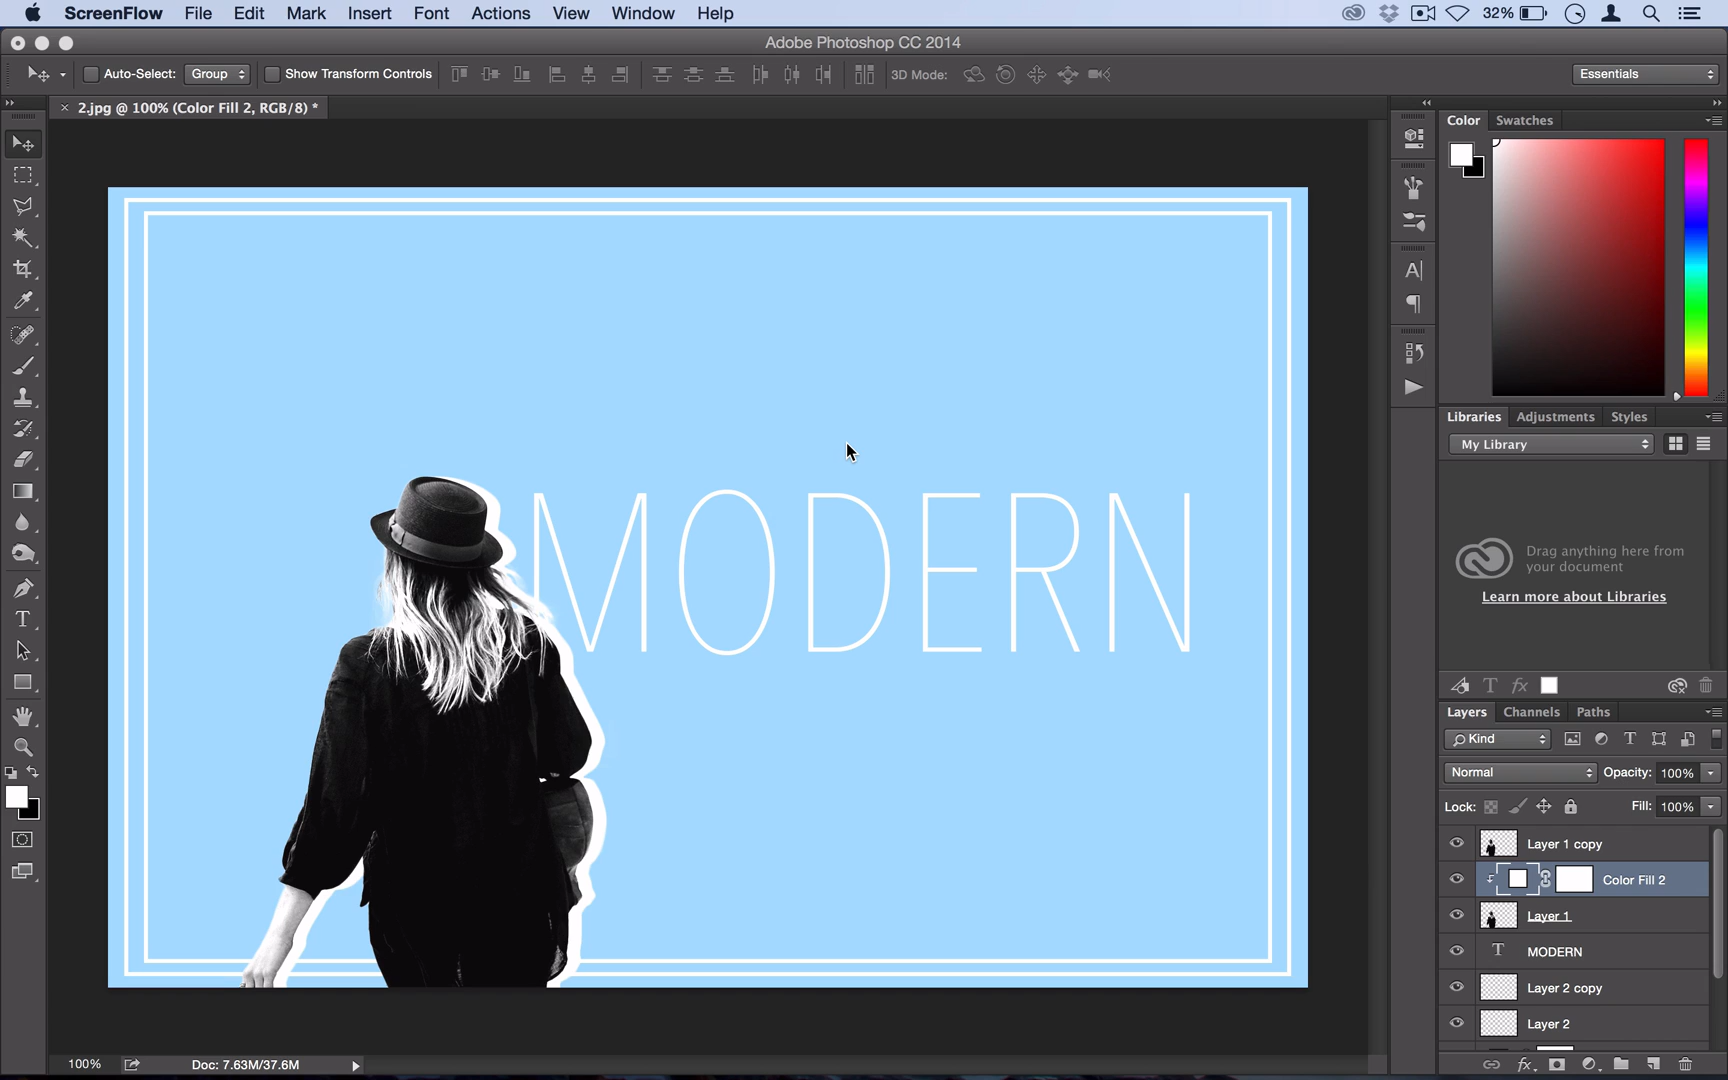 ScreenFlow File Edit Mark Insert Font Actions View Window Help 32%
Adobe Photoshop CC 2014
Auto-Select: Group Show Transform Controls 3D Mode: Essentials
× 2.jpg @ 100% (Color Fill 2, RGB/8) *
Color Swatches
Libraries Adjustments Styles
My Library
MODERN
Drag anything here from
your document
Learn more about Libraries
Layers Channels Paths
Kind
Normal Opacity: 100%
Lock: Fill: 100%
Layer 1 copy
Color Fill 2
Layer 1
MODERN
Layer 2 copy
Layer 2
100% Doc: 7.63M/37.6M